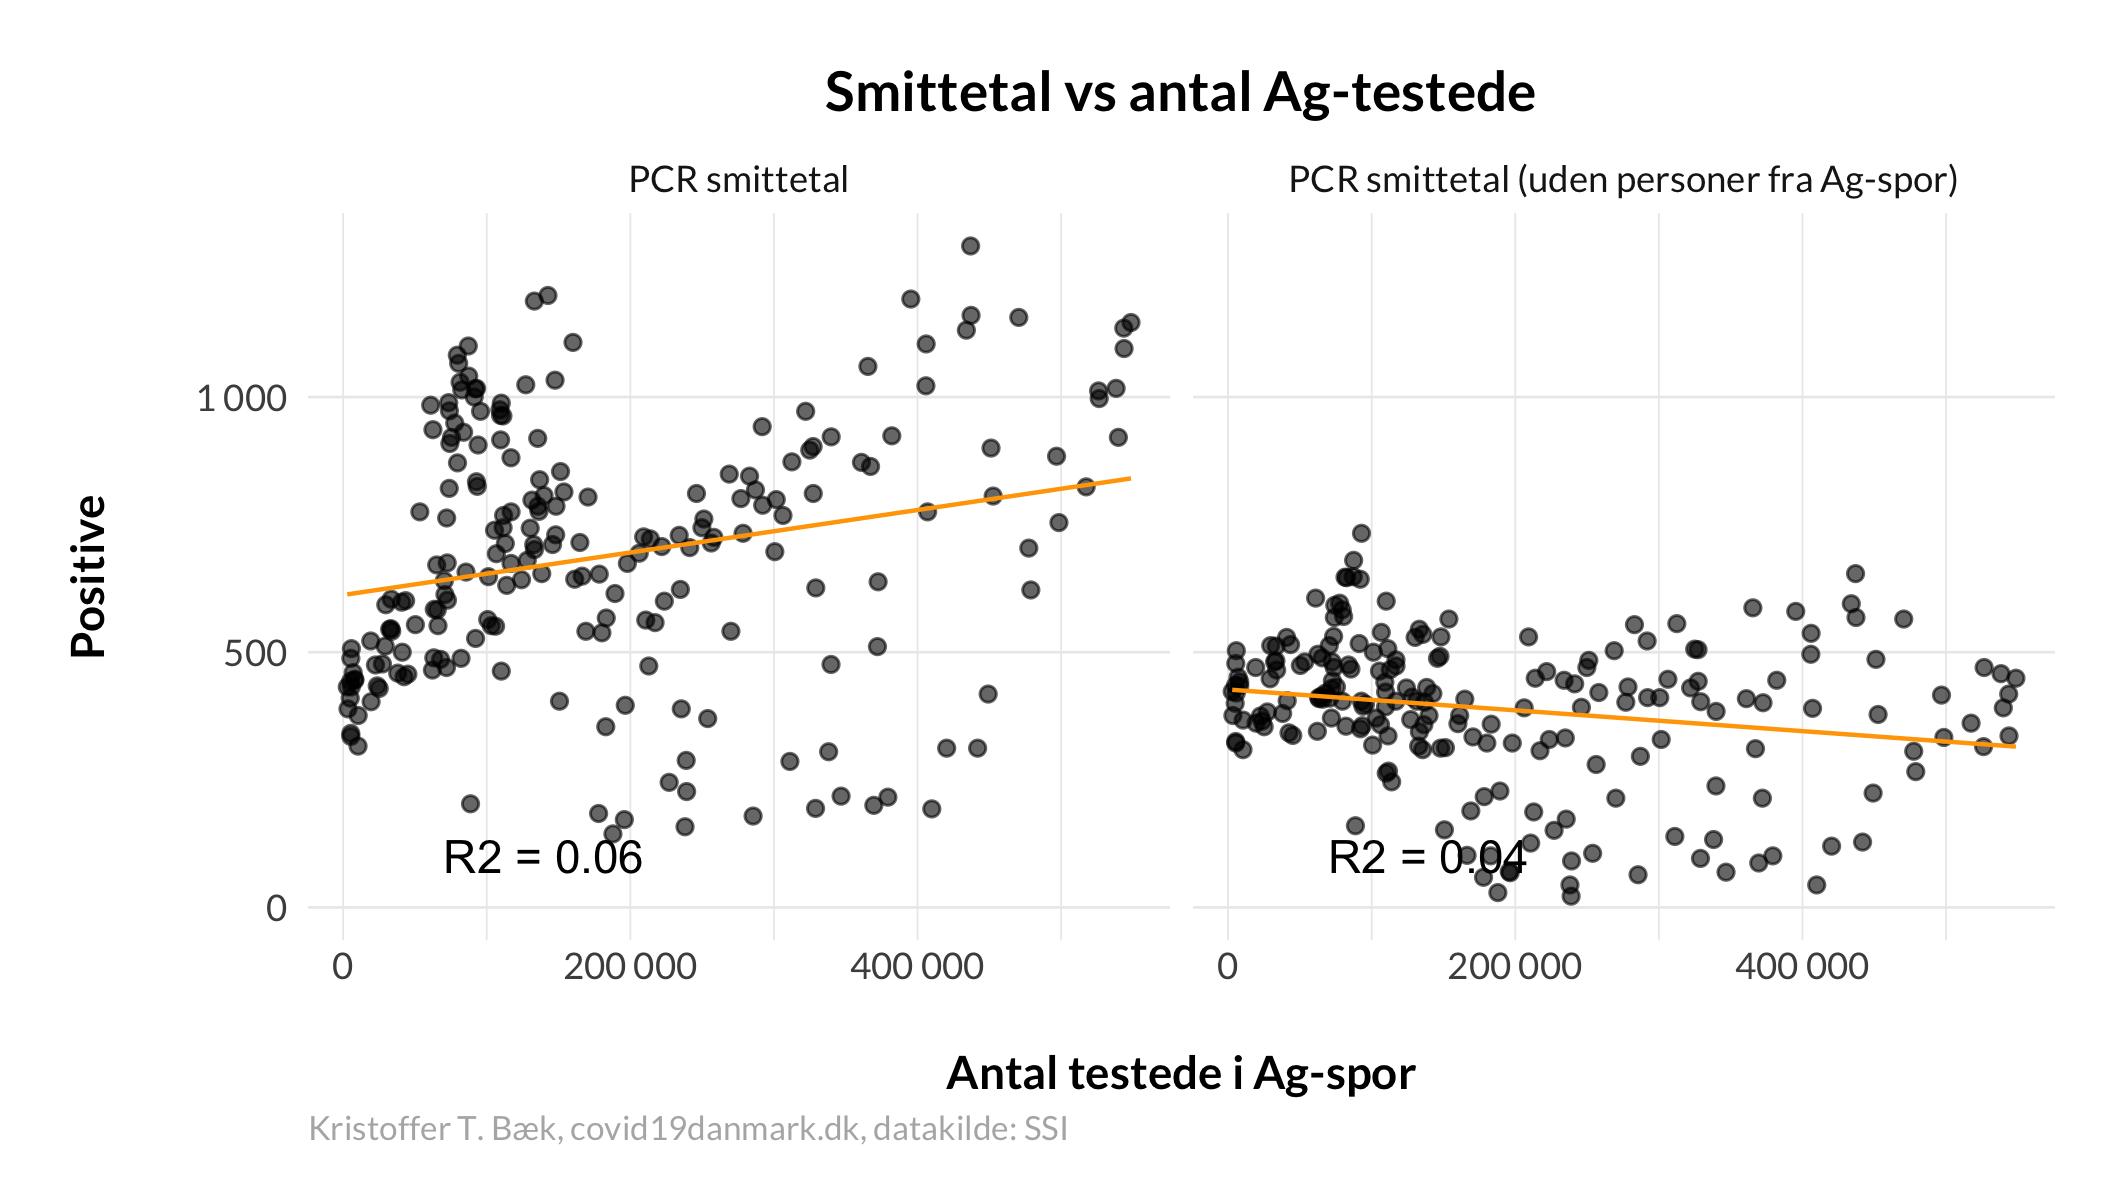 Smittetal vs antal Ag-testede
PCR smittetal
PCR smittetal (uden personer fra Ag-spor)
Positive
1 000
500
0
R2 = 0.06
R2 = 0.04
0
200 000
400 000
0
200 000
400 000
Antal testede i Ag-spor
Kristoffer T. Bæk, covid19danmark.dk, datakilde: SSI